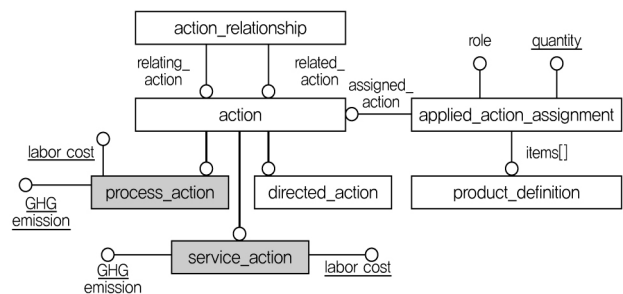 action_relationship
relating_
action
related_
action
role
quantity
assigned_
action
action
applied_action_assignment
labor cost
items[]
process_action
directed_action
product_definition
GHG
emission
service_action
GHG
emission
labor cost